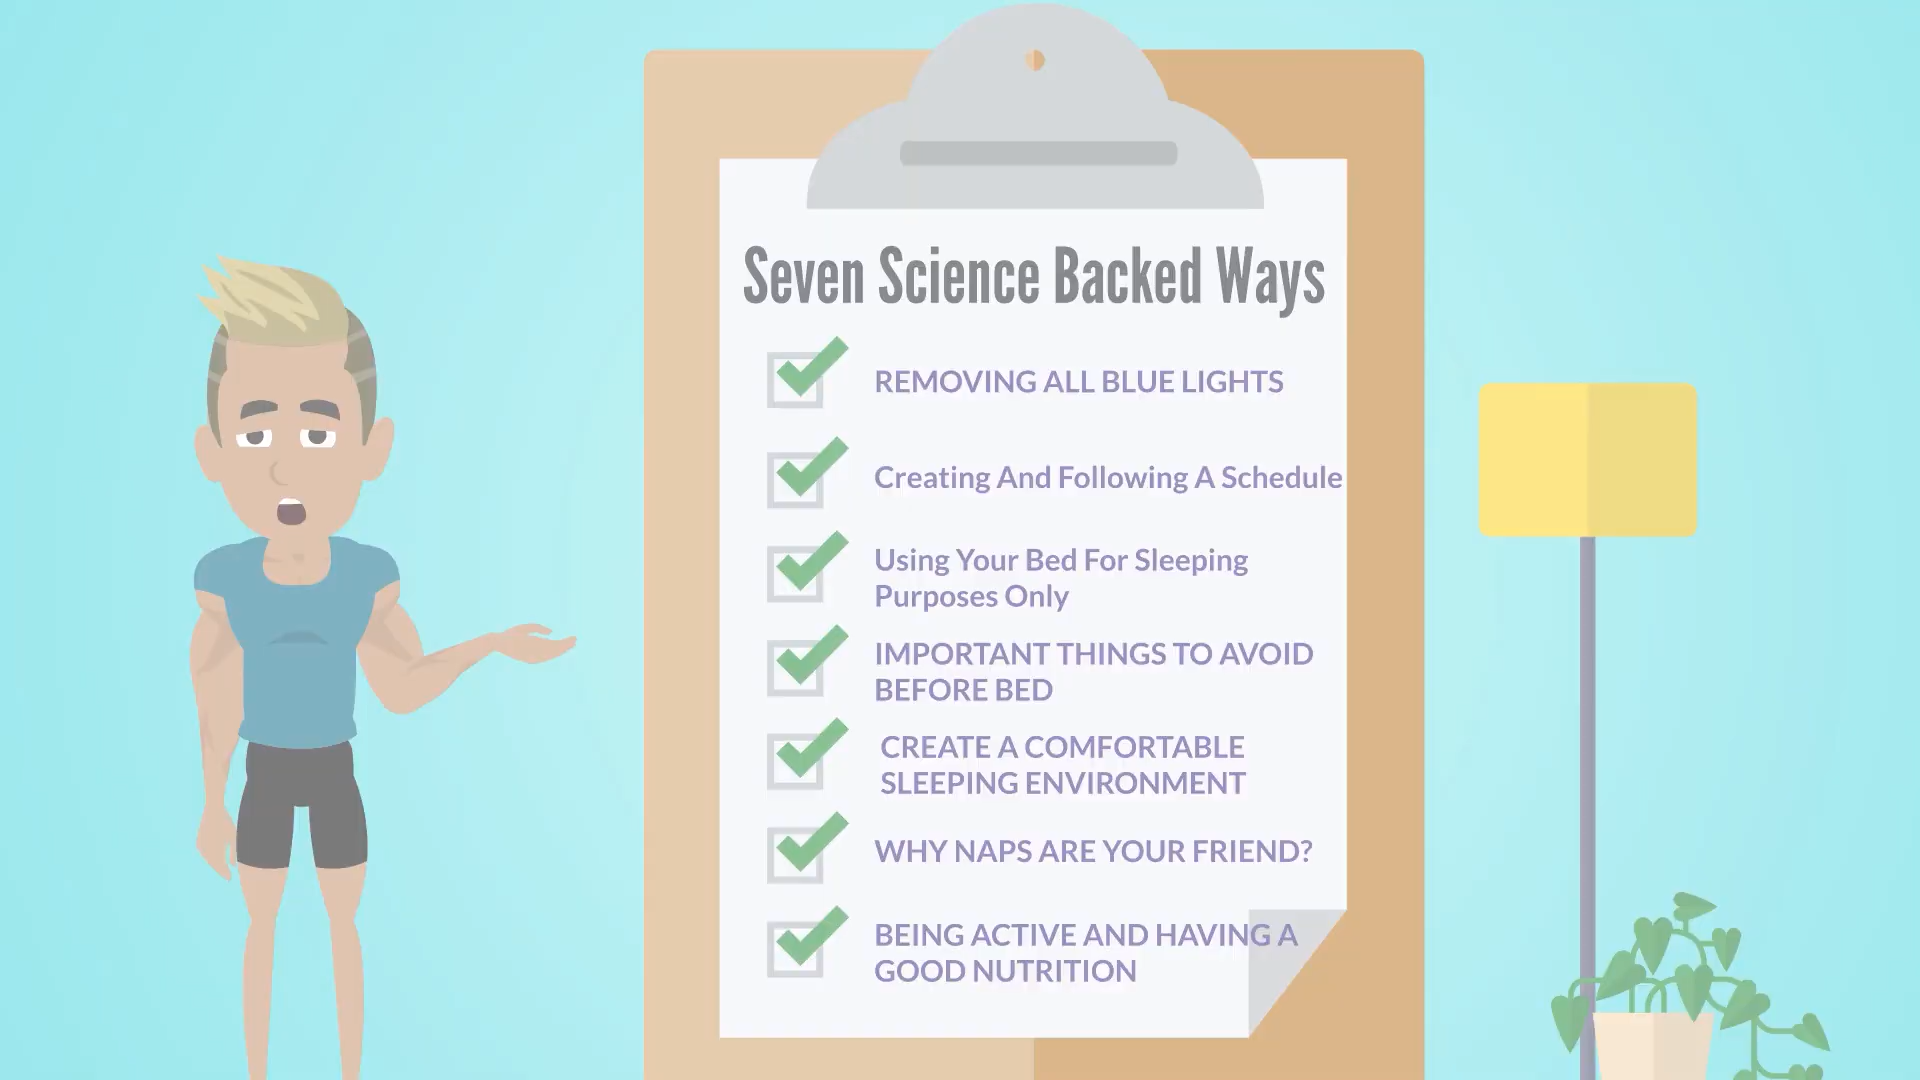 Seven Science Backed Ways
REMOVING ALL BLUE LIGHTS
Creating And Following A Schedule
Using Your Bed For Sleeping
Purposes Only
IMPORTANT THINGS TO AVOID
BEFORE BED
CREATE A COMFORTABLE
SLEEPING ENVIRONMENT
WHY NAPS ARE YOUR FRIEND?
BEING ACTIVE AND HAVING A
GOOD NUTRITION